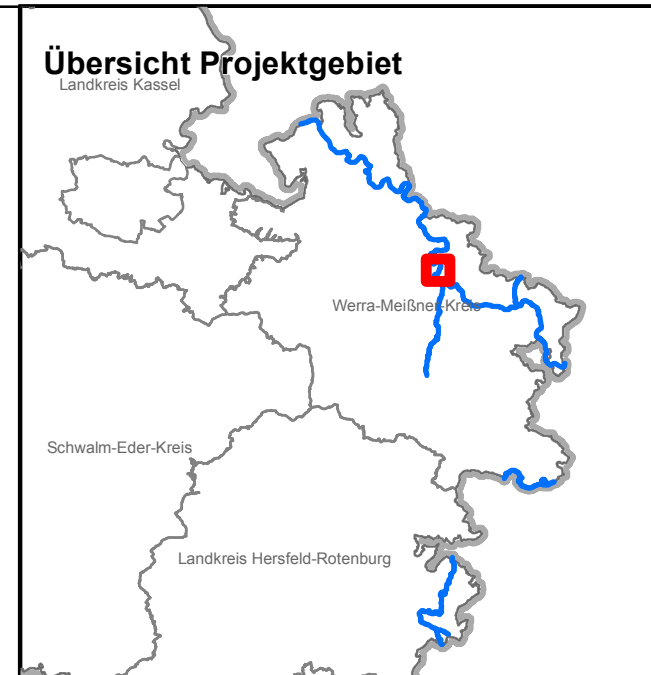 Übersicht Projektgebiet
Landkreis Kassel
Werra-Meißner-Kreis
Schwalm-Eder-Kreis
Landkreis Hersfeld-Rotenburg